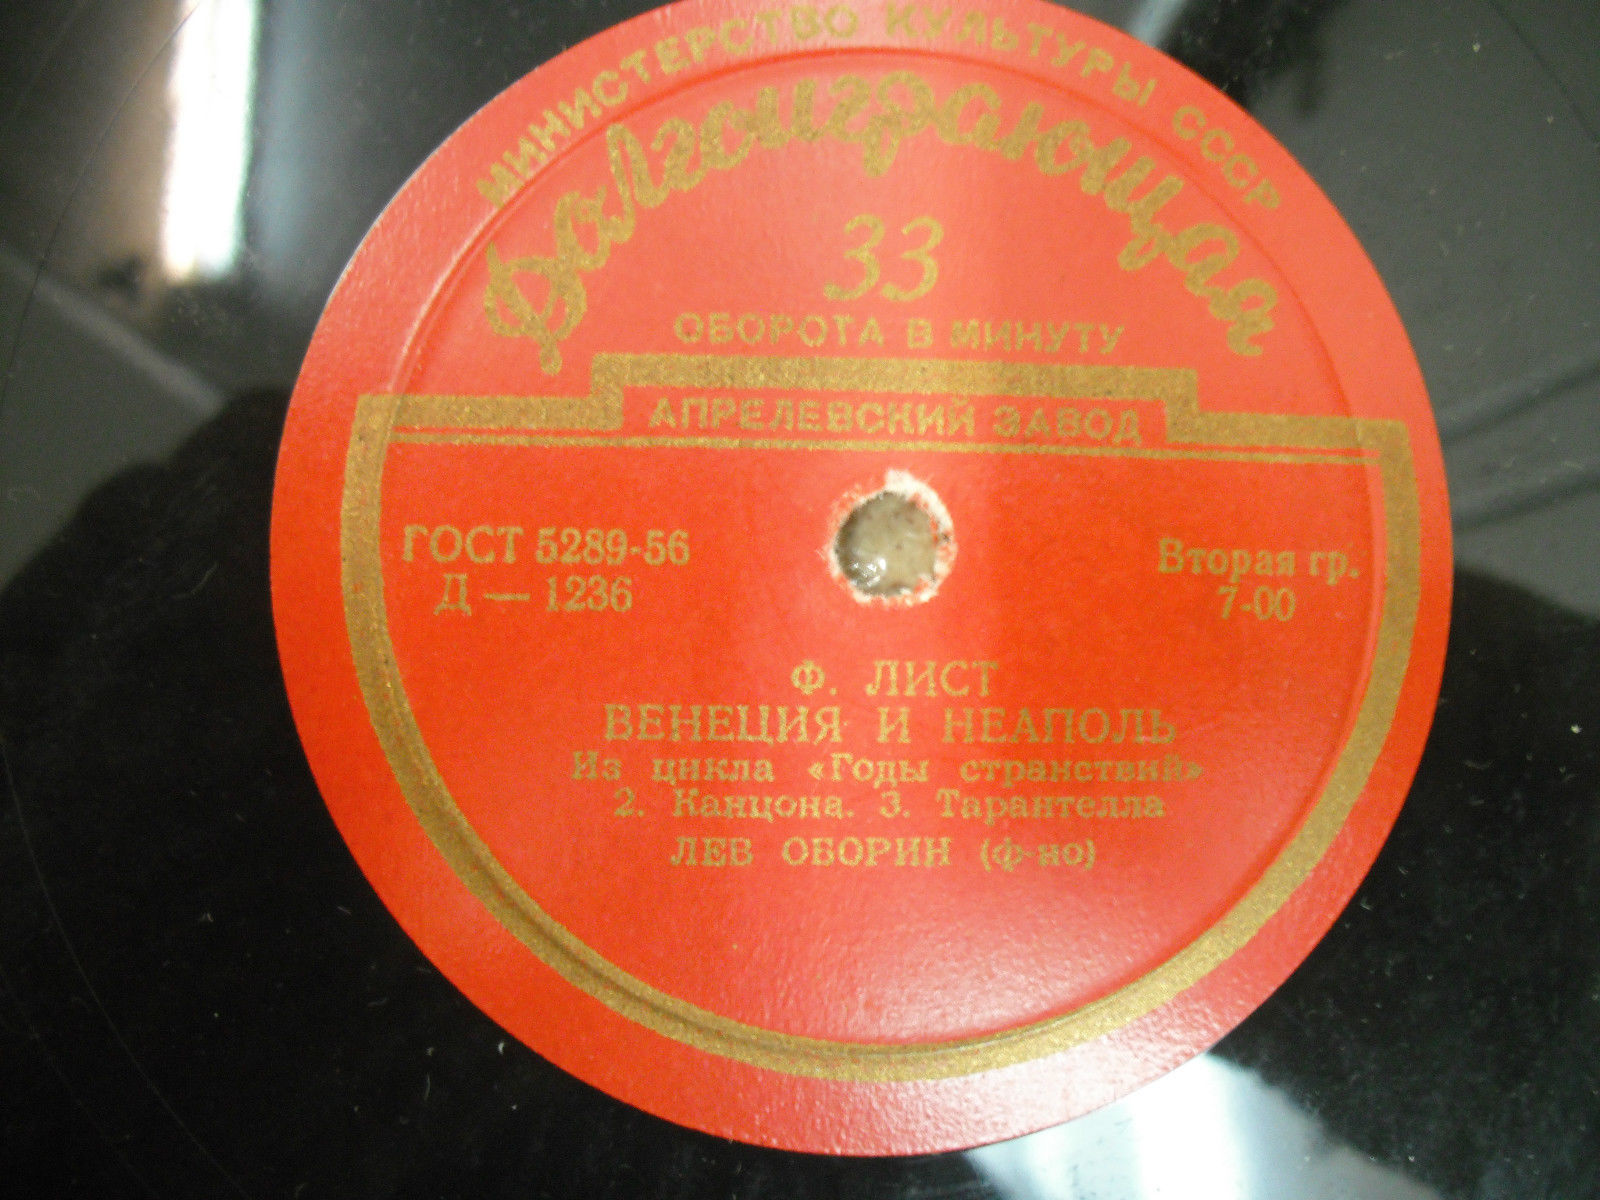 МИНИСТЕРСТВО КУЛЬТУРЫ СССР
Долгоиграющая
33
ОБОРОТА В МИНУТУ
АПРЕЛЕВСКИЙ ЗАВОД
ГОСТ 5289-56
Д — 1236
Вторая гр.
7-00
Ф. ЛИСТ
ВЕНЕЦИЯ И НЕАПОЛЬ
Из цикла «Годы странствий»
2. Канцона. 3. Тарантелла
ЛЕВ ОБОРИН (ф-но)